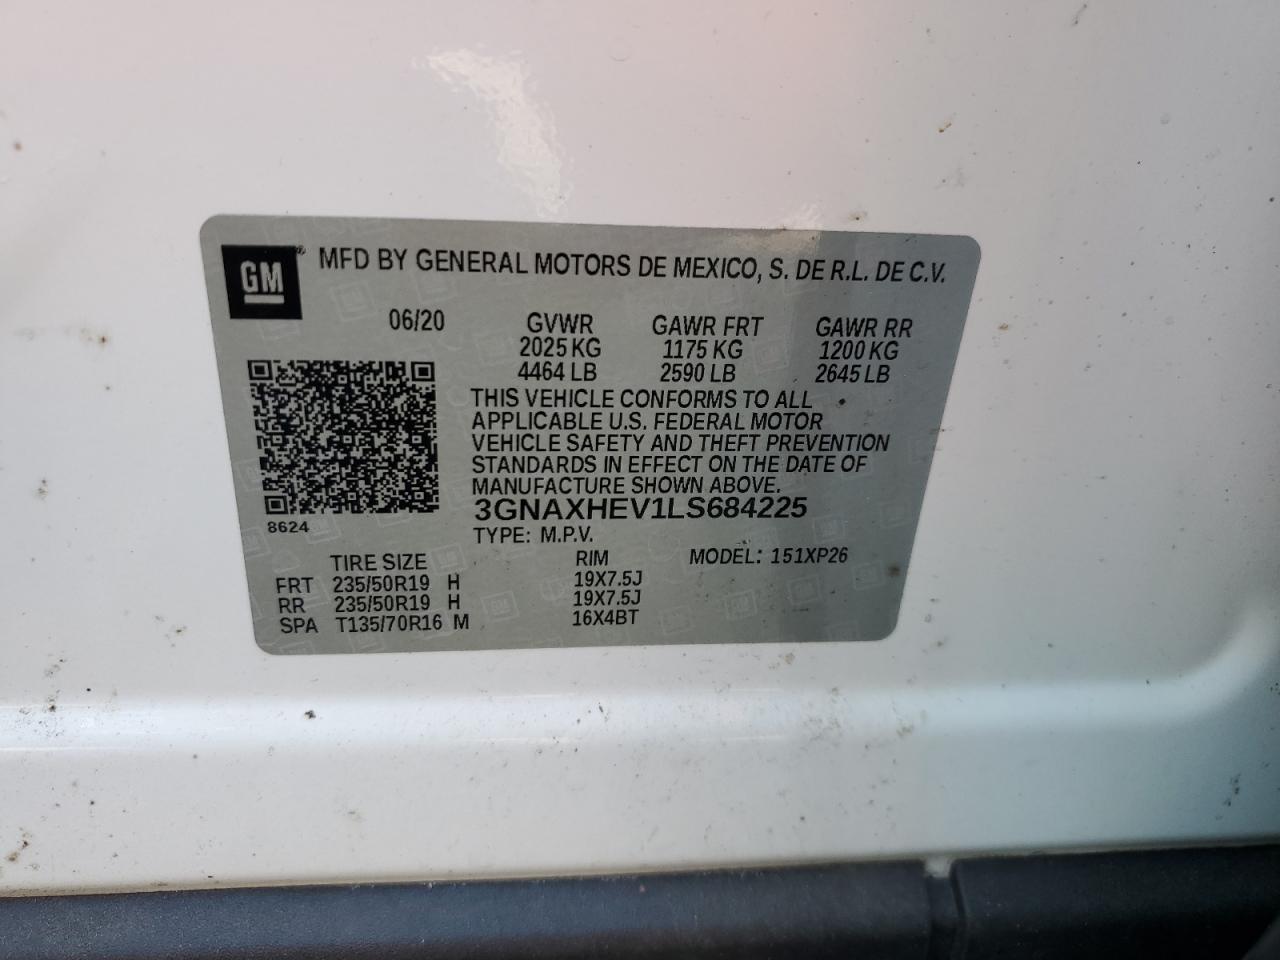 GM ® MFD BY GENERAL MOTORS DE MEXICO, S. DE R.L. DE C.V.
06/20 GVWR GAWR FRT GAWR RR
2025 KG 1175 KG 1200 KG
4464 LB 2590 LB 2645 LB
THIS VEHICLE CONFORMS TO ALL
APPLICABLE U.S. FEDERAL MOTOR
VEHICLE SAFETY AND THEFT PREVENTION
STANDARDS IN EFFECT ON THE DATE OF
MANUFACTURE SHOWN ABOVE.
3GNAXHEV1LS684225
8624
TYPE: M.P.V.
TIRE SIZE RIM MODEL: 151XP26
FRT 235/50R19 H 19X7.5J
RR 235/50R19 H 19X7.5J
SPA T135/70R16 M 16X4BT